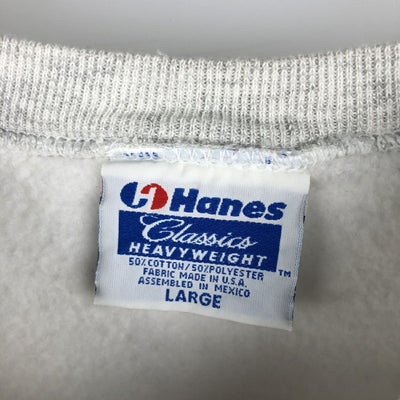 Hanes
Classics
HEAVYWEIGHT
™
50% COTTON/50% POLYESTER
FABRIC MADE IN U.S.A.
ASSEMBLED IN MEXICO
LARGE